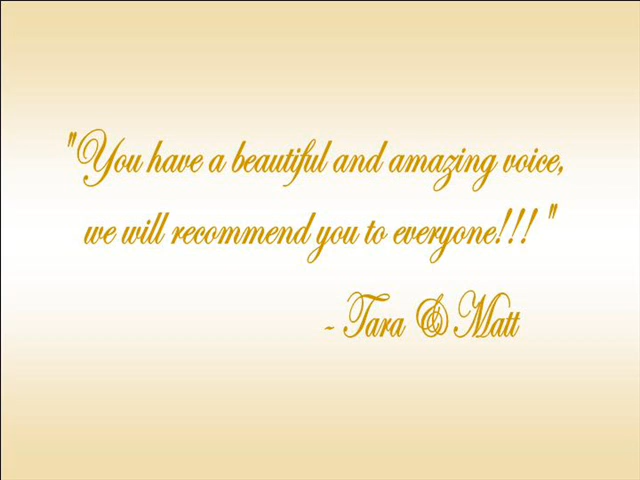 "You have a beautiful and amazing voice,
we will recommend you to everyone!!! "
- Tara & Matt